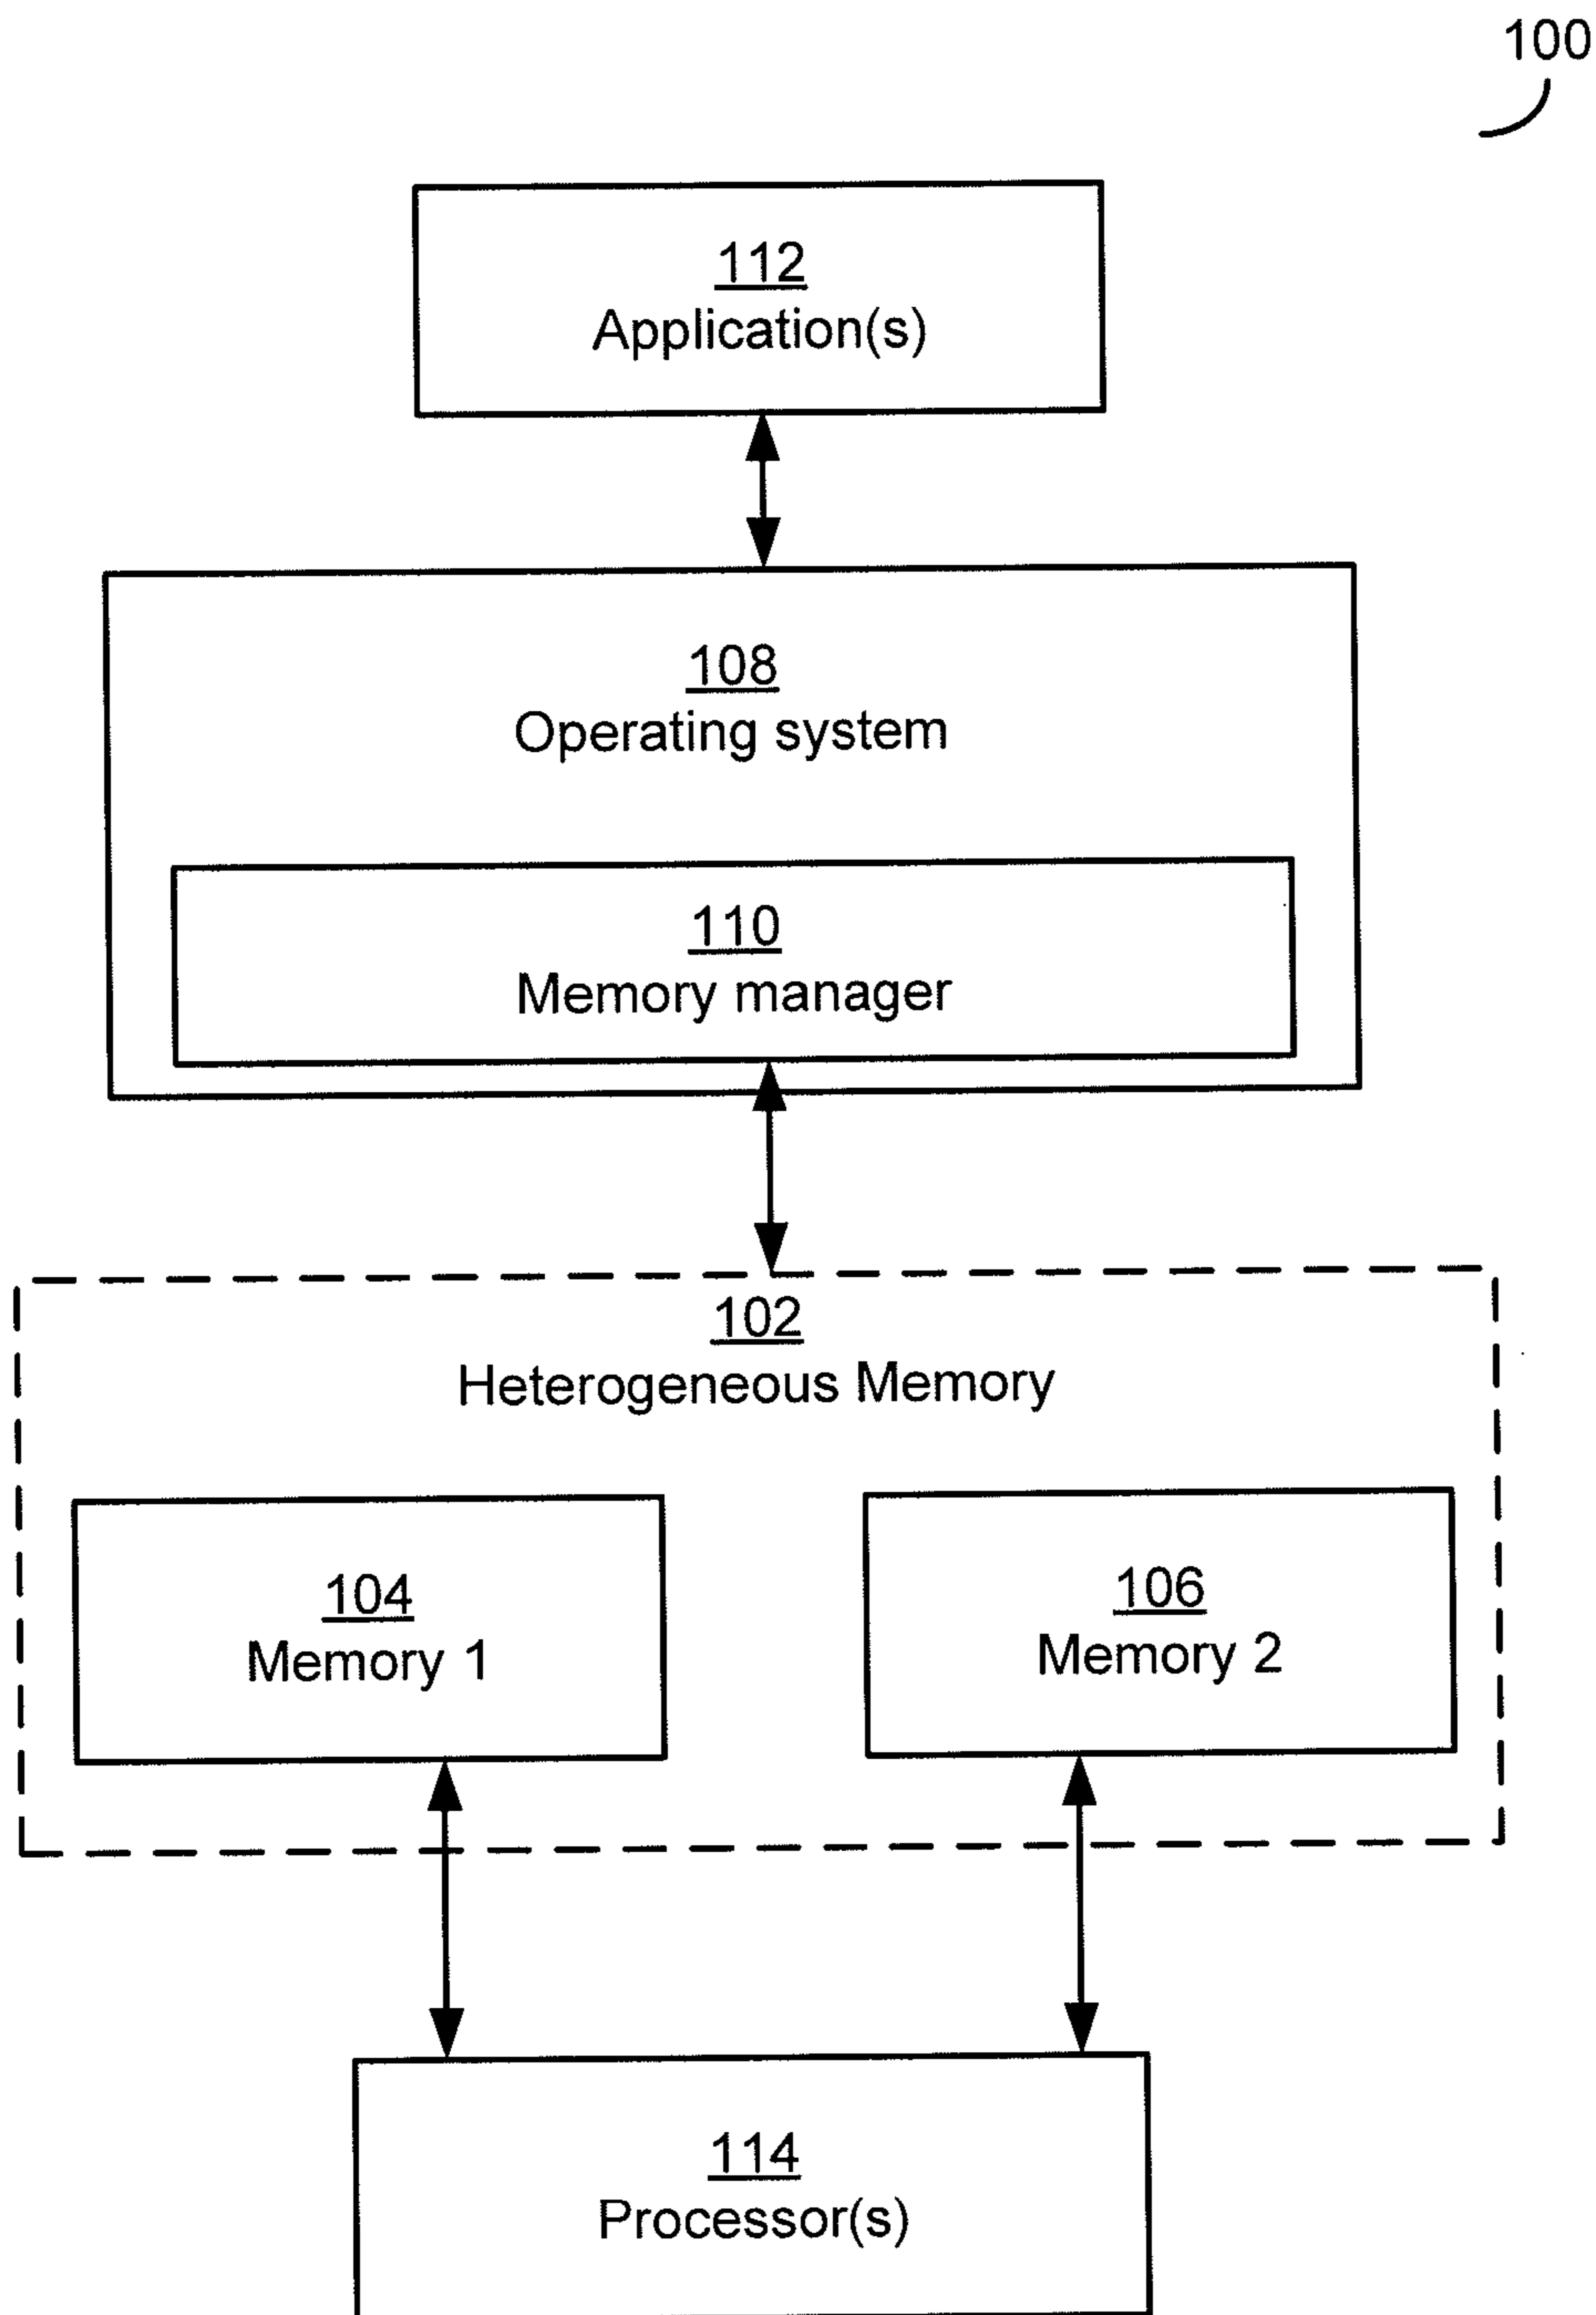 100
112
Application(s)
108
Operating system
110
Memory manager
102
Heterogeneous Memory
104
Memory 1
106
Memory 2
114
Processor(s)